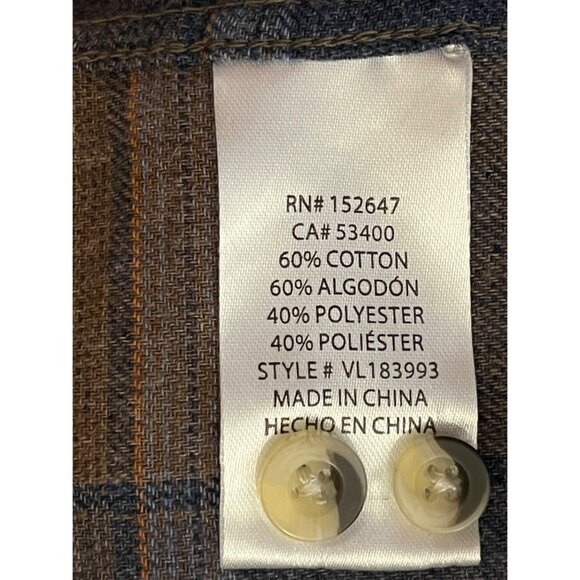 RN# 152647
CA# 53400
60% COTTON
60% ALGODÓN
40% POLYESTER
40% POLIÉSTER
STYLE # VL183993
MADE IN CHINA
HECHO EN CHINA